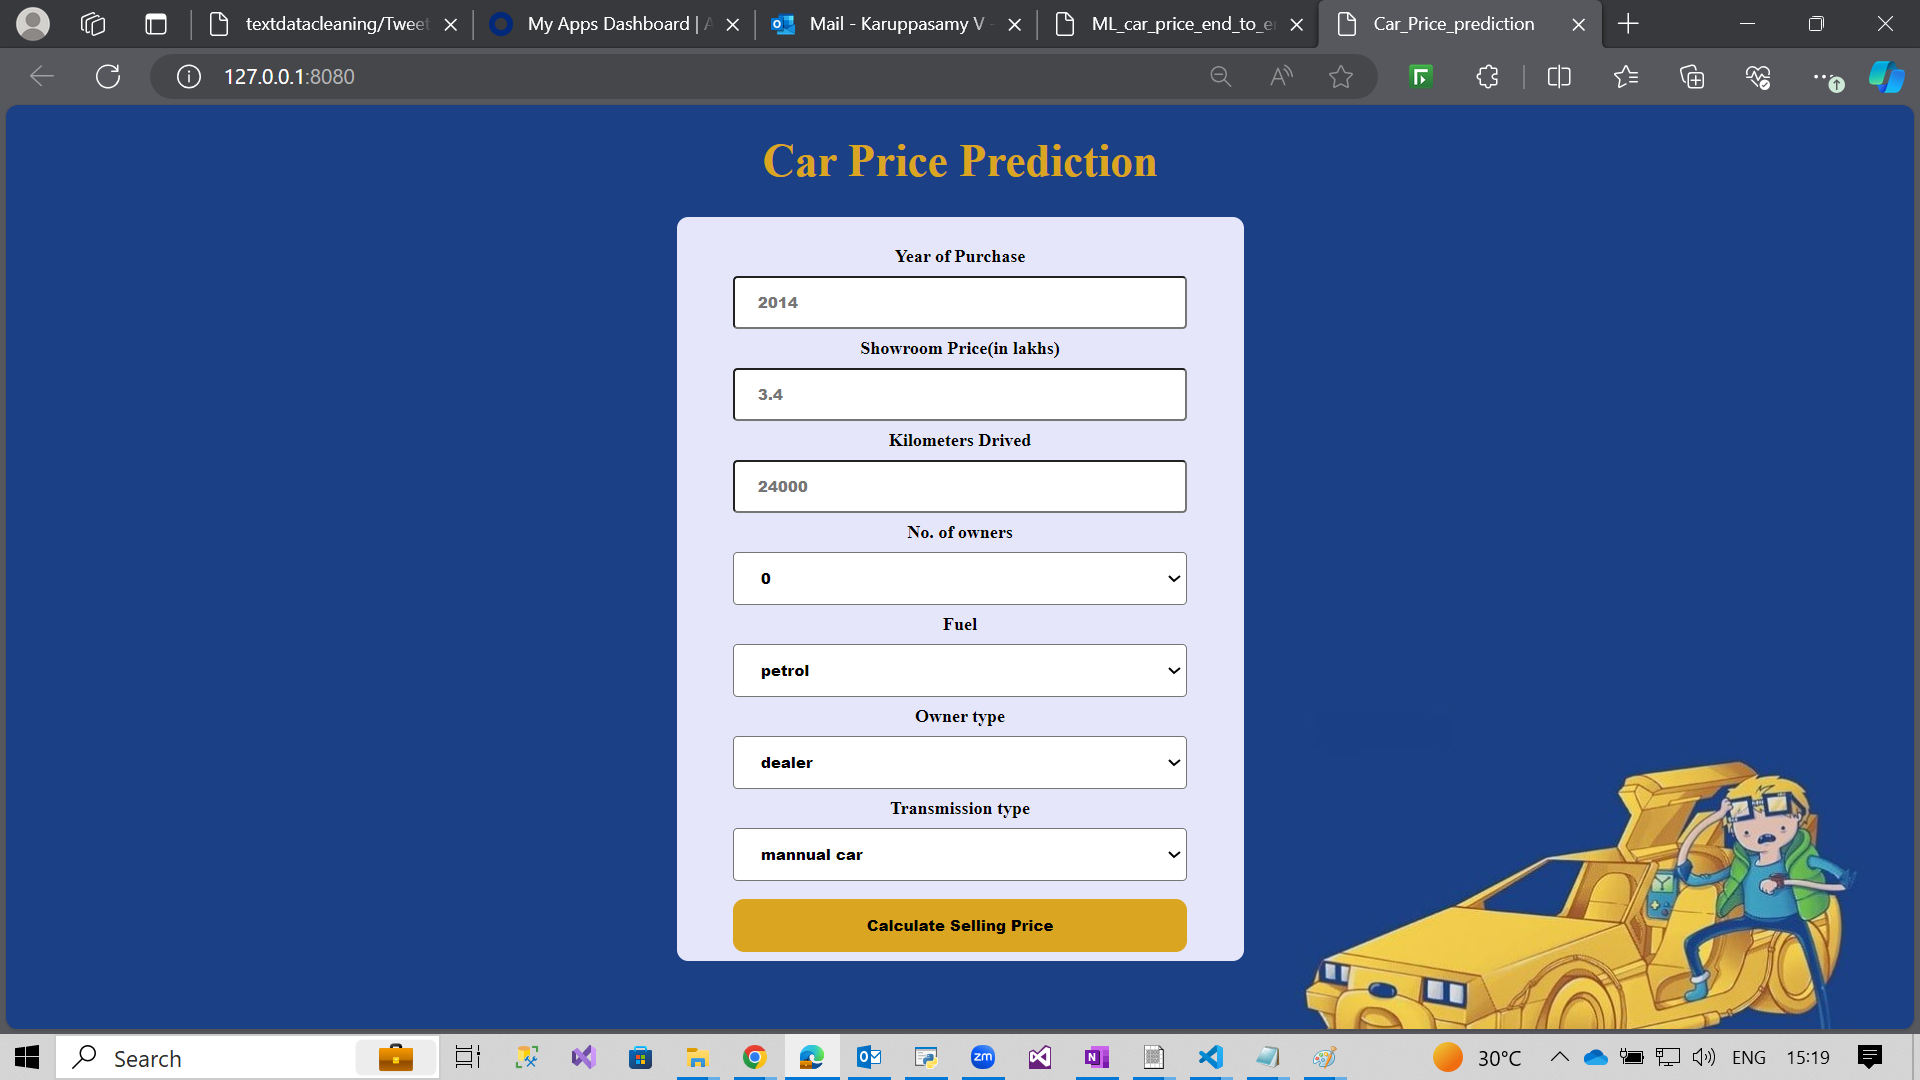 textdatacleaning/Tweet
My Apps Dashboard | A
Mail - Karuppasamy V -
ML_car_price_end_to_e
Car_Price_prediction
127.0.0.1:8080
Car Price Prediction
Year of Purchase
2014
Showroom Price(in lakhs)
3.4
Kilometers Drived
24000
No. of owners
0
Fuel
petrol
Owner type
dealer
Transmission type
mannual car
Calculate Selling Price
Search
zm
30°C
ENG
15:19